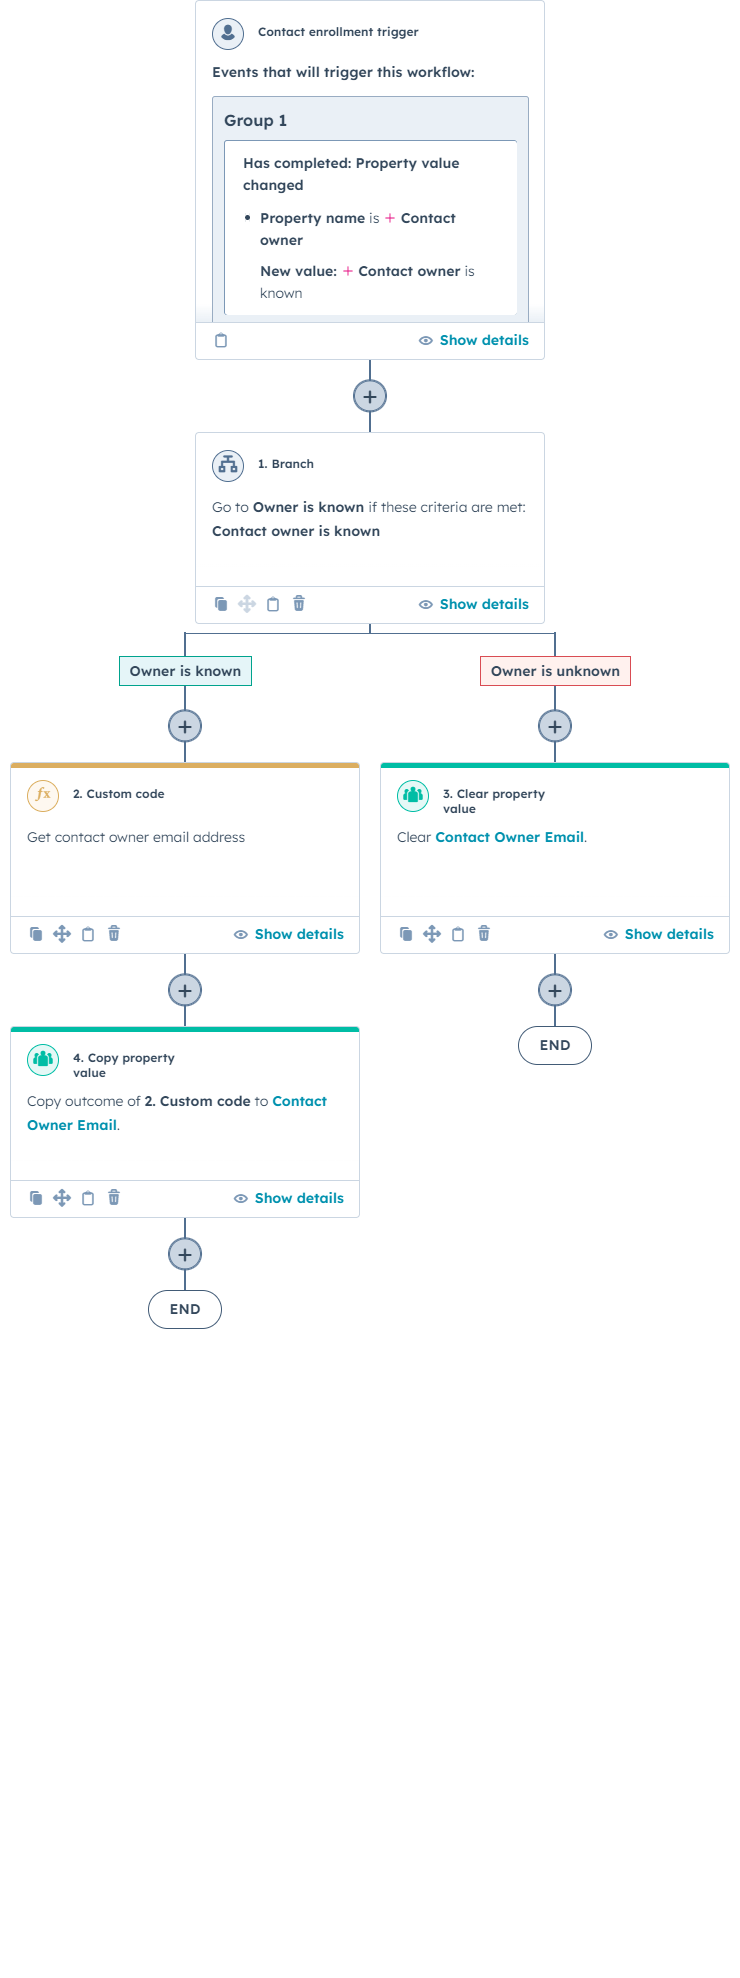 Contact enrollment trigger
Events that will trigger this workflow:
Group 1
Has completed: Property value
changed
• Property name is + Contact
owner
New value: + Contact owner is
known
Show details
+
1. Branch
Go to Owner is known if these criteria are met:
Contact owner is known
Show details
Owner is known
Owner is unknown
+
+
fx
2. Custom code
Get contact owner email address
Show details
3. Clear property
value
Clear Contact Owner Email.
Show details
+
+
END
4. Copy property
value
Copy outcome of 2. Custom code to Contact
Owner Email.
Show details
+
END